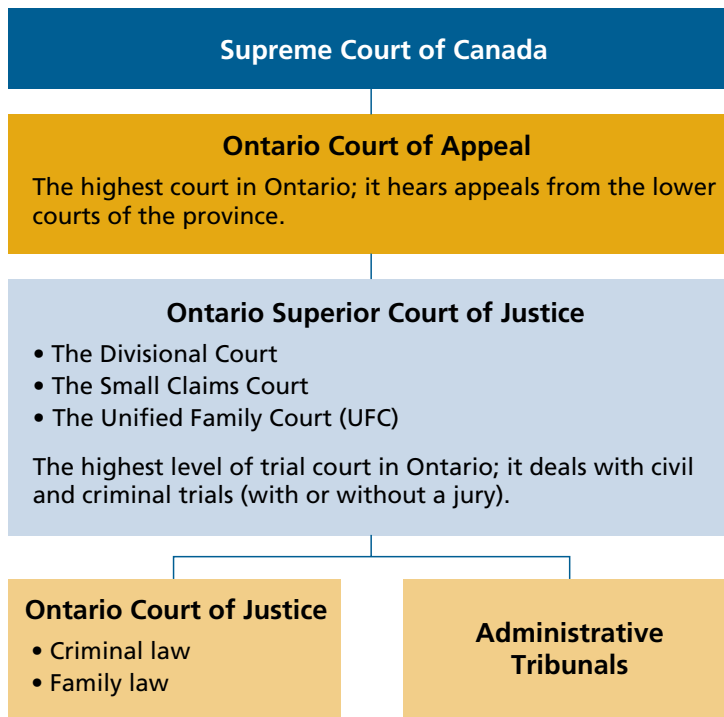 Supreme Court of Canada
Ontario Court of Appeal
The highest court in Ontario; it hears appeals from the lower
courts of the province.
Ontario Superior Court of Justice
• The Divisional Court
• The Small Claims Court
• The Unified Family Court (UFC)
The highest level of trial court in Ontario; it deals with civil
and criminal trials (with or without a jury).
Ontario Court of Justice
• Criminal law
• Family law
Administrative
Tribunals